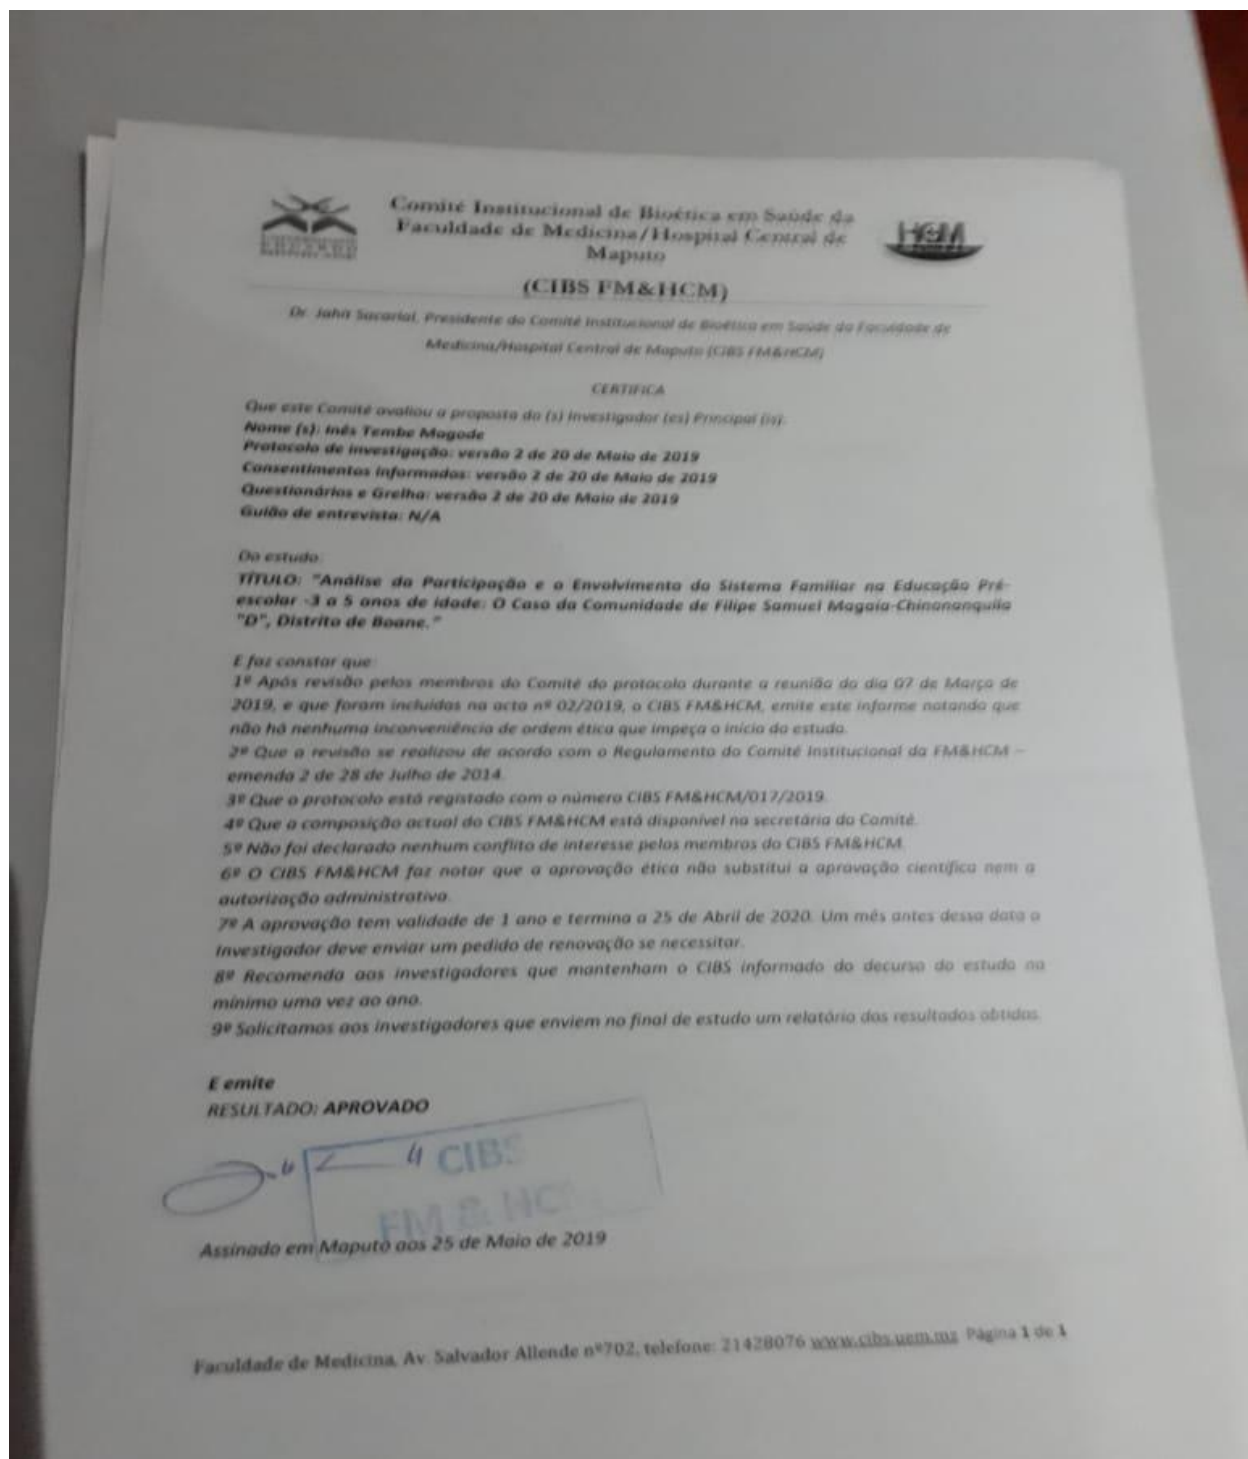 Comité Institucional de Bioética em Saúde da
Faculdade de Medicina/Hospital Central de
Maputo
HCM
(CIBS FM&HCM)
Dr. Jahit Sacarlal, Presidente do Comité Institucional de Bioética em Saúde da Faculdade de
Medicina/Hospital Central de Maputo (CIBS FM&HCM)
CERTIFICA
Que este Comité avaliou a proposta do (s) Investigador (es) Principal (is):
Nome (s): Inês Tembe Magode
Protocolo de investigação: versão 2 de 20 de Maio de 2019
Consentimentos informados: versão 2 de 20 de Maio de 2019
Questionários e Grelha: versão 2 de 20 de Maio de 2019
Guião de entrevista: N/A
Do estudo:
TÍTULO: "Análise da Participação e o Envolvimento do Sistema Familiar na Educação Pré-
escolar -3 a 5 anos de idade: O Caso da Comunidade de Filipe Samuel Magaia-Chinonanquila
"D", Distrito de Boane."
E faz constar que:
1º Após revisão pelos membros do Comité do protocolo durante a reunião do dia 07 de Março de
2019, e que foram incluidas na acta nº 02/2019, o CIBS FM&HCM, emite este informe notando que
não há nenhuma inconveniência de ordem ética que impeça o início do estudo.
2º Que a revisão se realizou de acordo com o Regulamento do Comité Institucional da FM&HCM –
emenda 2 de 28 de Julho de 2014.
3º Que o protocolo está registado com o número CIBS FM&HCM/017/2019.
4º Que a composição actual do CIBS FM&HCM está disponível na secretária do Comité.
5º Não foi declarado nenhum conflito de interesse pelos membros do CIBS FM&HCM.
6º O CIBS FM&HCM faz notar que a aprovação ética não substitui a aprovação científica nem a
autorização administrativa.
7º A aprovação tem validade de 1 ano e termina a 25 de Abril de 2020. Um mês antes dessa data o
Investigador deve enviar um pedido de renovação se necessitar.
8º Recomenda aos investigadores que mantenham o CIBS informado do decurso do estudo no
mínimo uma vez ao ano.
9º Solicitamos aos investigadores que enviem no final de estudo um relatório dos resultados obtidos.
E emite
RESULTADO: APROVADO
CIBS
FM & HCM
Assinado em Maputo aos 25 de Maio de 2019
Faculdade de Medicina, Av. Salvador Allende nº702, telefone: 21428076 www.cibs.uem.mz Página 1 de 1